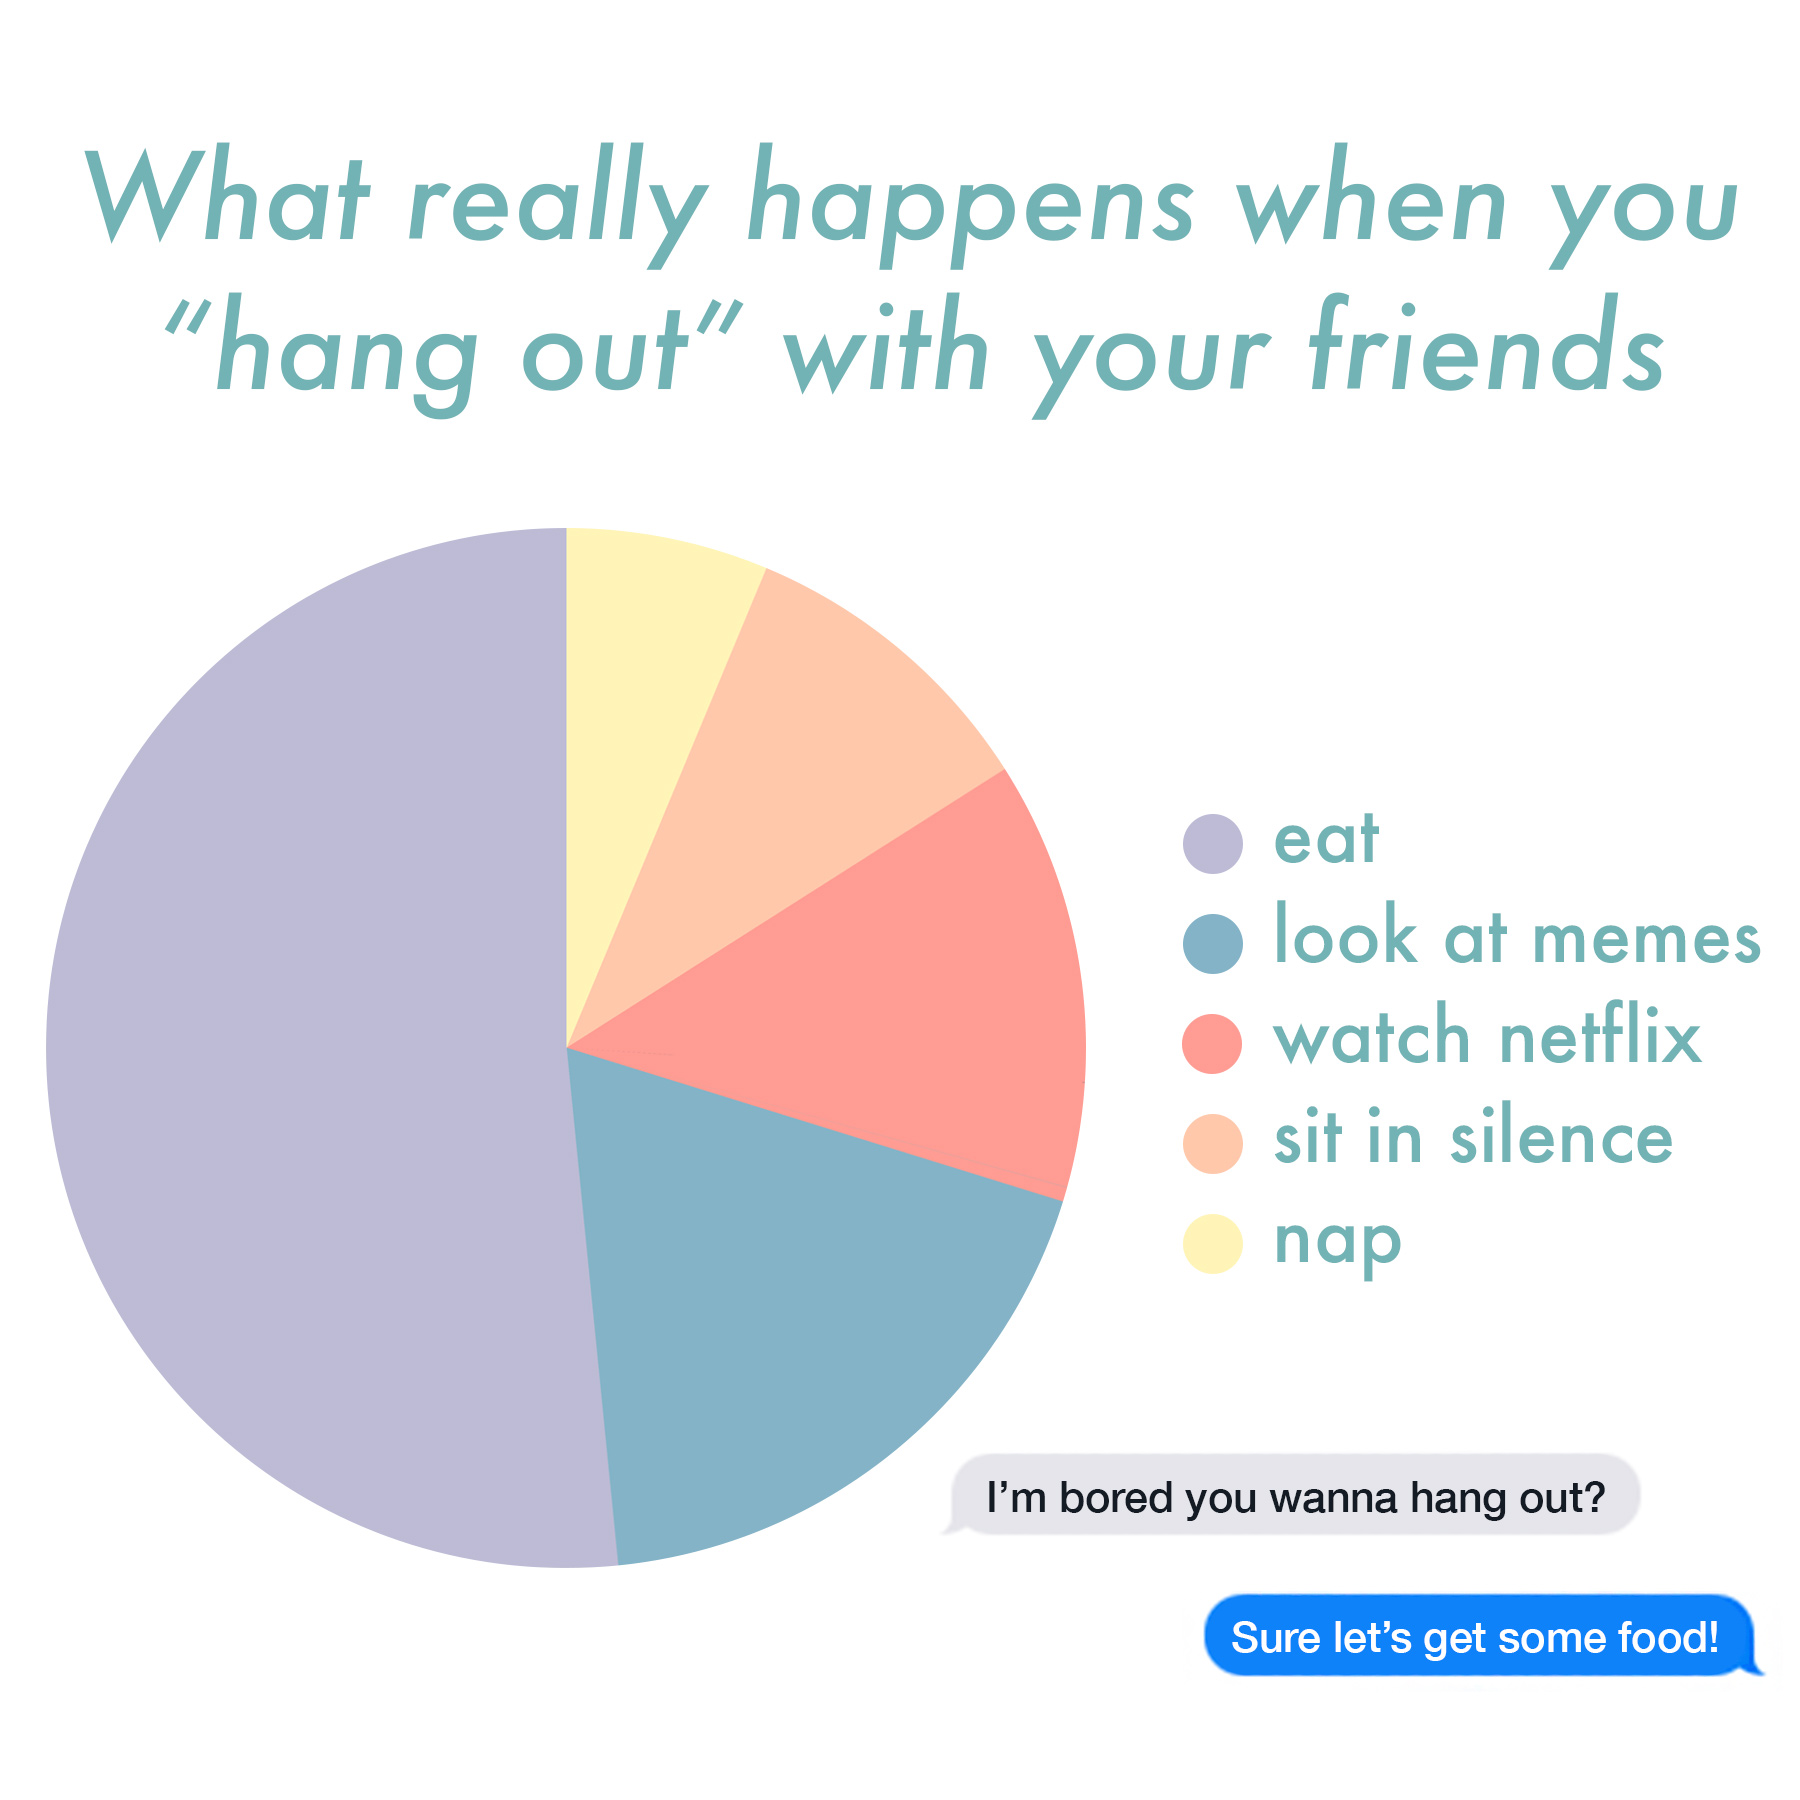 What really happens when you
“hang out” with your friends
eat
look at memes
watch netflix
sit in silence
nap
I’m bored you wanna hang out?
Sure let’s get some food!